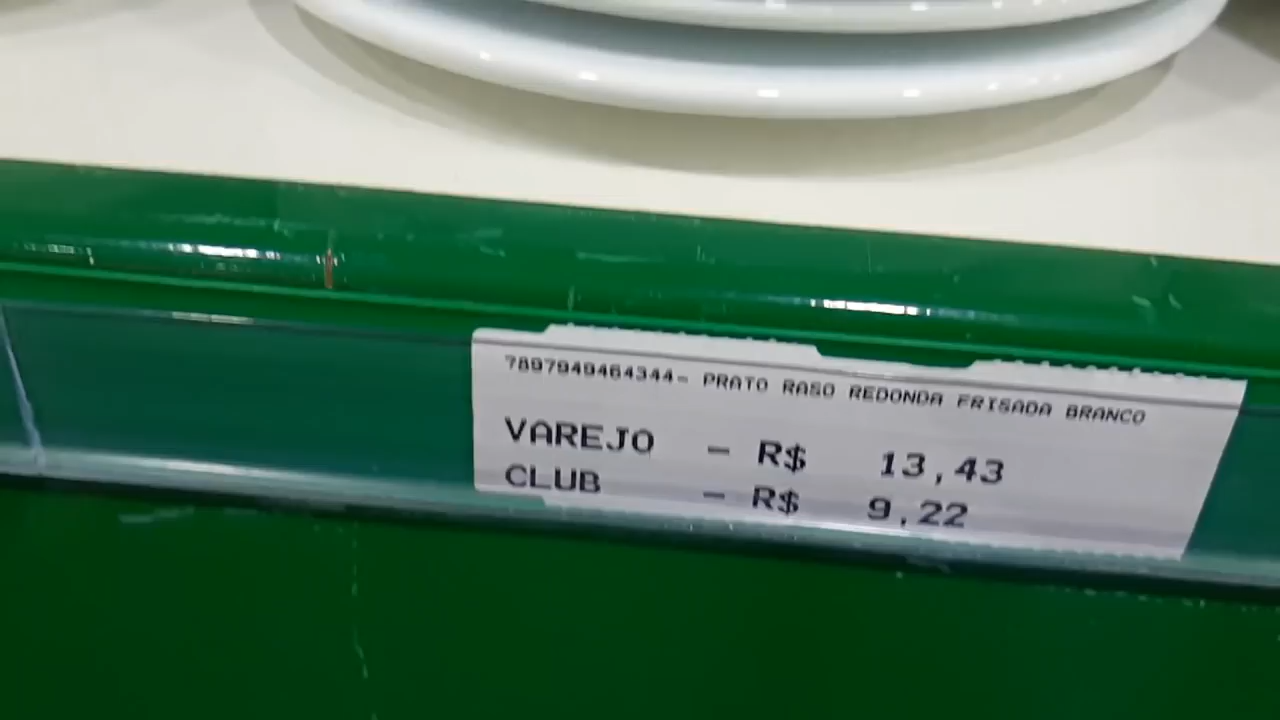 7897949464344- PRATO RASO REDONDA FRISADA BRANCO
VAREJO - R$ 13,43
CLUB - R$ 9,22